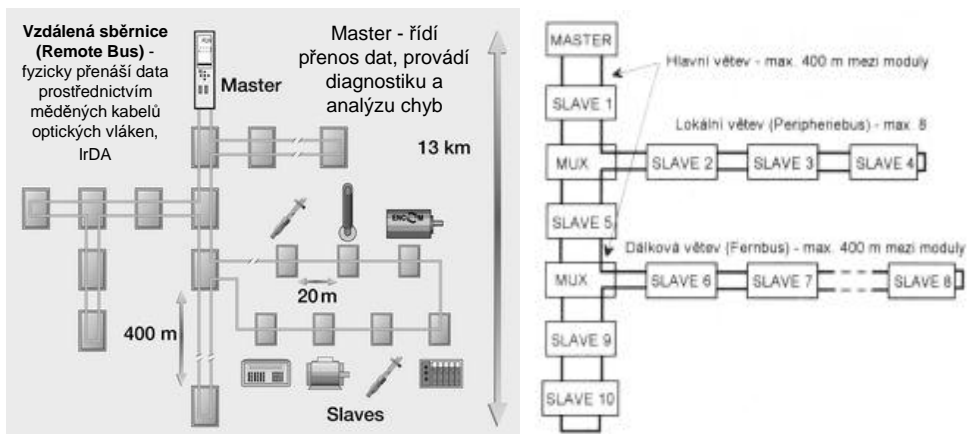 Vzdálená sběrnice
(Remote Bus) -
fyzicky přenáší data
prostřednictvím
měděných kabelů
optických vláken,
IrDA
Master
Master - řídí
přenos dat, provádí
diagnostiku a
analýzu chyb
13 km
20 m
400 m
Slaves
MASTER
Hlavní větev - max. 400 m mezi moduly
SLAVE 1
Lokální větev (Peripheriebus) - max. 8
MUX
SLAVE 2
SLAVE 3
SLAVE 4
SLAVE 5
Dálková větev (Fernbus) - max. 400 m mezi moduly
MUX
SLAVE 6
SLAVE 7
SLAVE 8
SLAVE 9
SLAVE 10